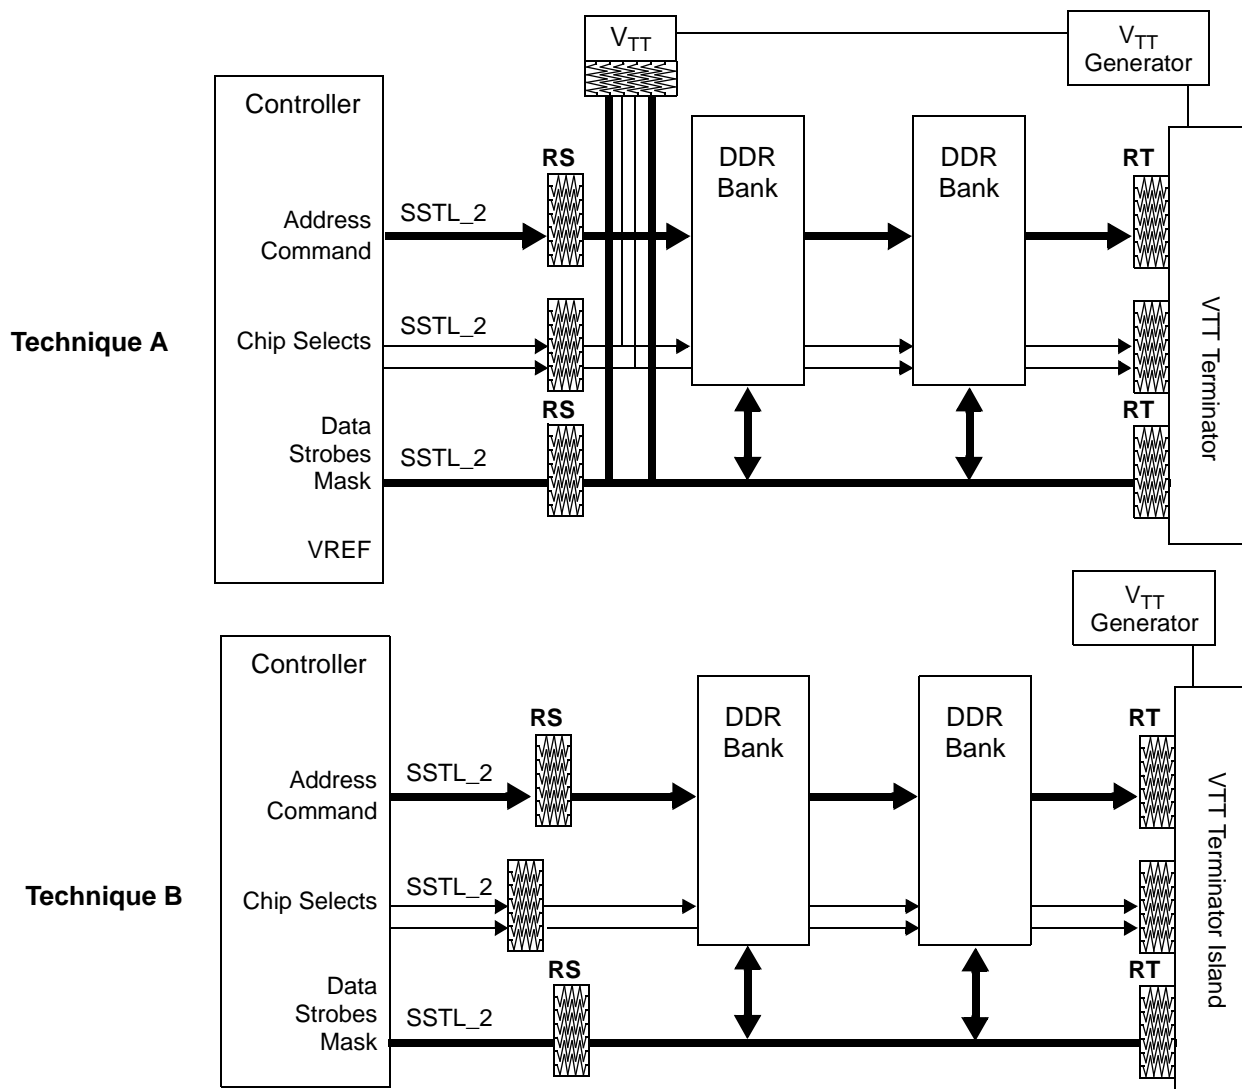 VTT
VTT
Generator
Controller
RS
DDR
Bank
DDR
Bank
RT
Address
Command
SSTL_2
Technique A
Chip Selects
SSTL_2
VTT Terminator
RS
RT
Data
Strobes
Mask
SSTL_2
VREF
VTT
Generator
Controller
RS
DDR
Bank
DDR
Bank
RT
Address
Command
SSTL_2
Technique B
Chip Selects
SSTL_2
VTT Terminator Island
RS
RT
Data
Strobes
Mask
SSTL_2